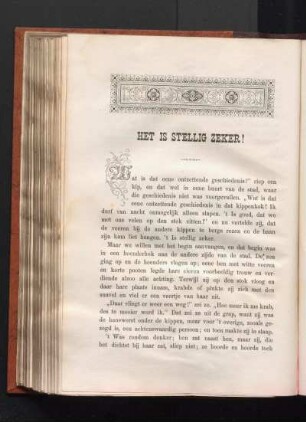 HET IS STELLIG ZEKER!
Wat is dat eene ontzettende geschiedenis!" riep een
kip, en dat wel in eene buurt van de stad, waar
die geschiedenis niet was voorgevallen. „Wat is dat
eene ontzettende geschiedenis in dat kippenhok! Ik
durf van nacht onmogelijk alleen slapen. 't Is goed, dat we
met ons velen op den stok zitten!" en zij vertelde zij, dat
de veeren bij de andere kippen te berge rezen en de haan
zijn kam liet hangen. 't Is stellig zeker.
Maar we willen met het begin aanvangen, en dat begin was
in een hoenderhok aan de andere zijde van de stad. De zon
ging op en de hoenders vlogen op; eene hen met witte veeren
en korte pooten legde hare eieren voorbeeldig trouw en ver-
diende alom alle achting. Terwijl zij op den stok vloog en
daar hare plaats innam, krabde of plukte zij zich met den
snavel en viel er een veertje van haar uit.
„Daar vliegt er weer een weg!" zei ze. „Hoe meer ik me krab,
des te mooier word ik." Dat zei ze uit de grap, want zij was
de hansworst onder de kippen, maar voor 't overige, zooals ge-
zegd is, een achtenswaardig persoon; en toen maakte zij in slaap.
't Was rondom donker; hen zat naast hen, maar zij, die
het dichtst bij haar zat, sliep niet; ze hoorde en hoorde toch